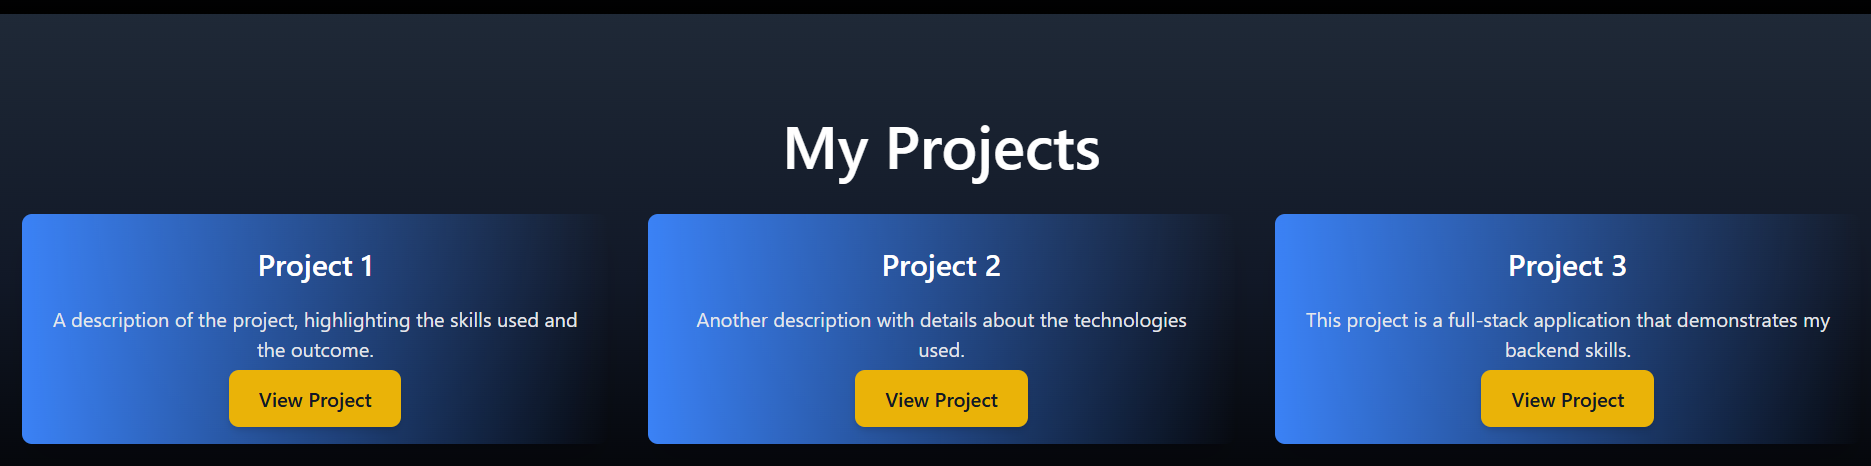 My Projects
Project 1
A description of the project, highlighting the skills used and
the outcome.
View Project
Project 2
Another description with details about the technologies
used.
View Project
Project 3
This project is a full-stack application that demonstrates my
backend skills.
View Project